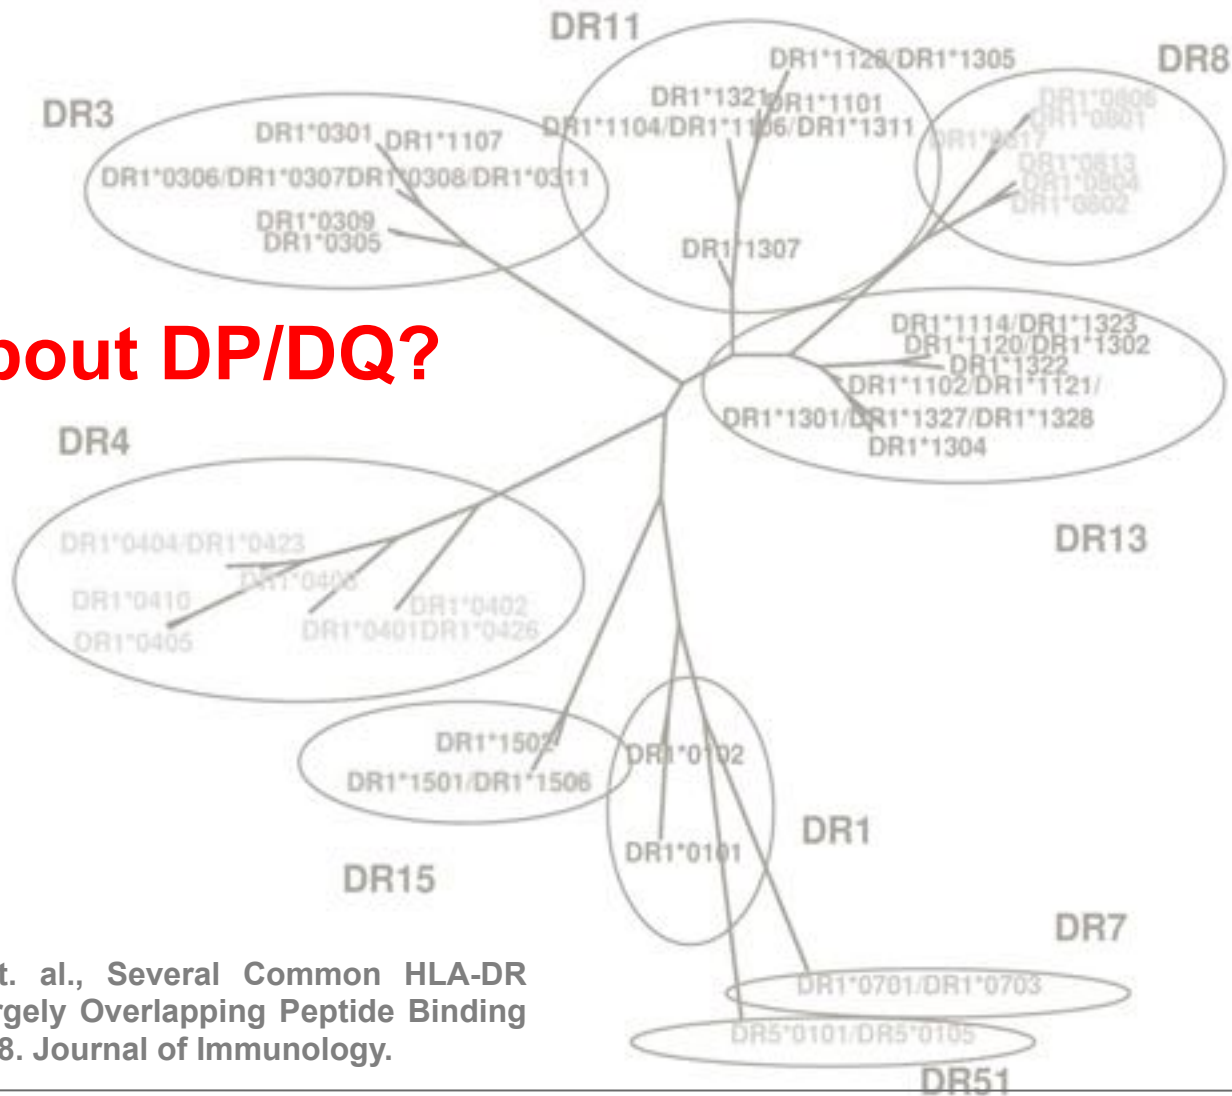 DR11
DR1*1120/DR1*1305
DR8
DR3
DR1*1321
DR1*1101
DR1*0806
DR1*0801
DR1*0301
DR1*1107
DR1*1104/DR1*1106/DR1*1311
DR1*0817
DR1*0306/DR1*0307DR1*0308/DR1*0311
DR1*0813
DR1*0804
DR1*0802
DR1*0309
DR1*0305
DR1*1307
bout DP/DQ?
DR1*1114/DR1*1323
DR1*1120/DR1*1302
DR1*1322
DR1*1102/DR1*1121/
DR1*1301/DR1*1327/DR1*1328
DR1*1304
DR4
DR13
DR1*0404/DR1*0423
DR1*0410
DR1*0402
DR1*0401DR1*0426
DR1*0405
DR1*1502
DR1*1501/DR1*1506
DR1*0102
DR1*0101
DR1
DR15
DR7
t. al., Several Common HLA-DR
rgely Overlapping Peptide Binding
8. Journal of Immunology.
DR1*0701/DR1*0703
DR5*0101/DR5*0105
DR51